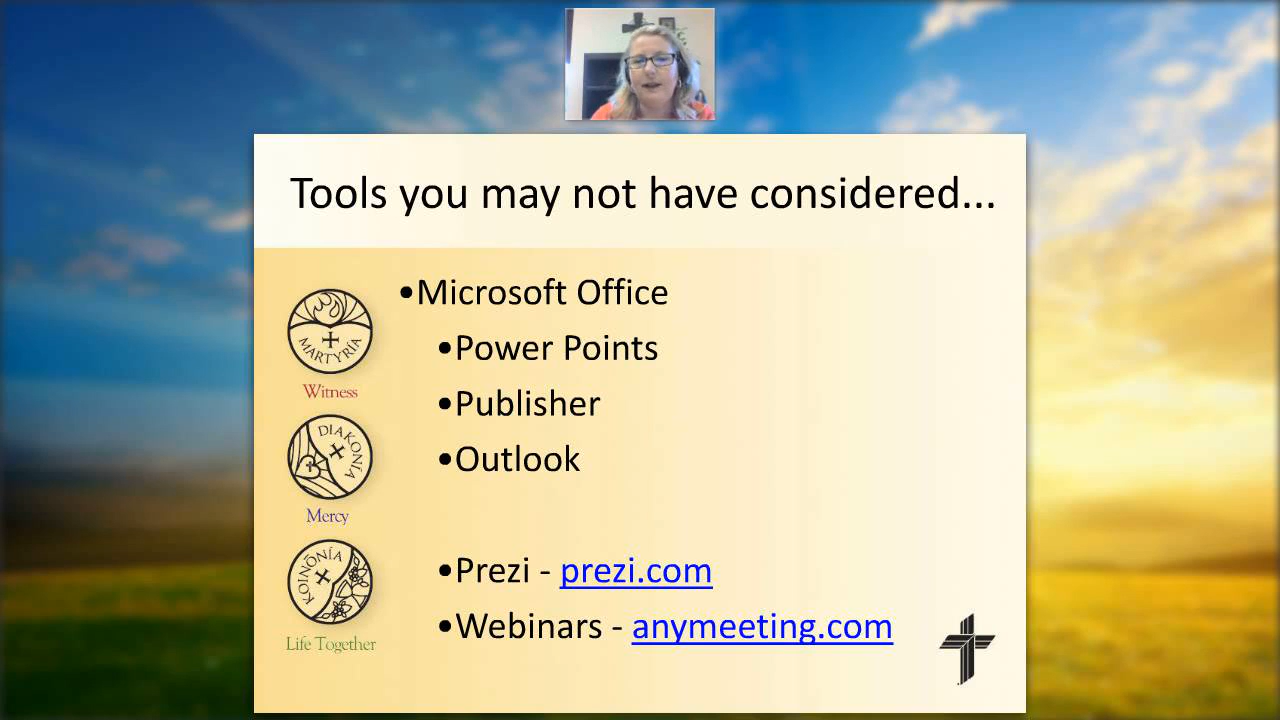 Tools you may not have considered...
•Microsoft Office
•Power Points
•Publisher
•Outlook
•Prezi - prezi.com
•Webinars - anymeeting.com
MARTYRIA
Witness
DIAKONIA
Mercy
KOINŌNÍA
Life Together